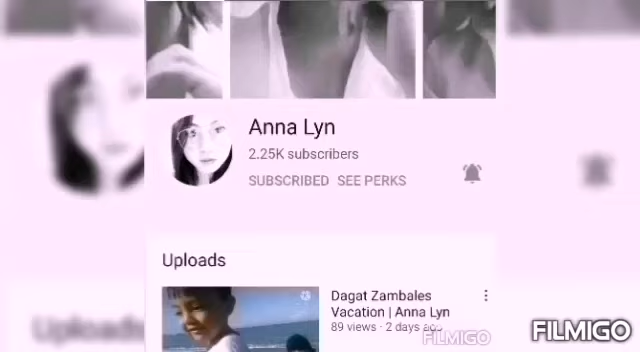 Anna Lyn
2.25K subscribers
SUBSCRIBED SEE PERKS
Uploads
Dagat Zambales
Vacation | Anna Lyn
89 views · 2 days ago
FILMIGO
FILMIGO
Uploads